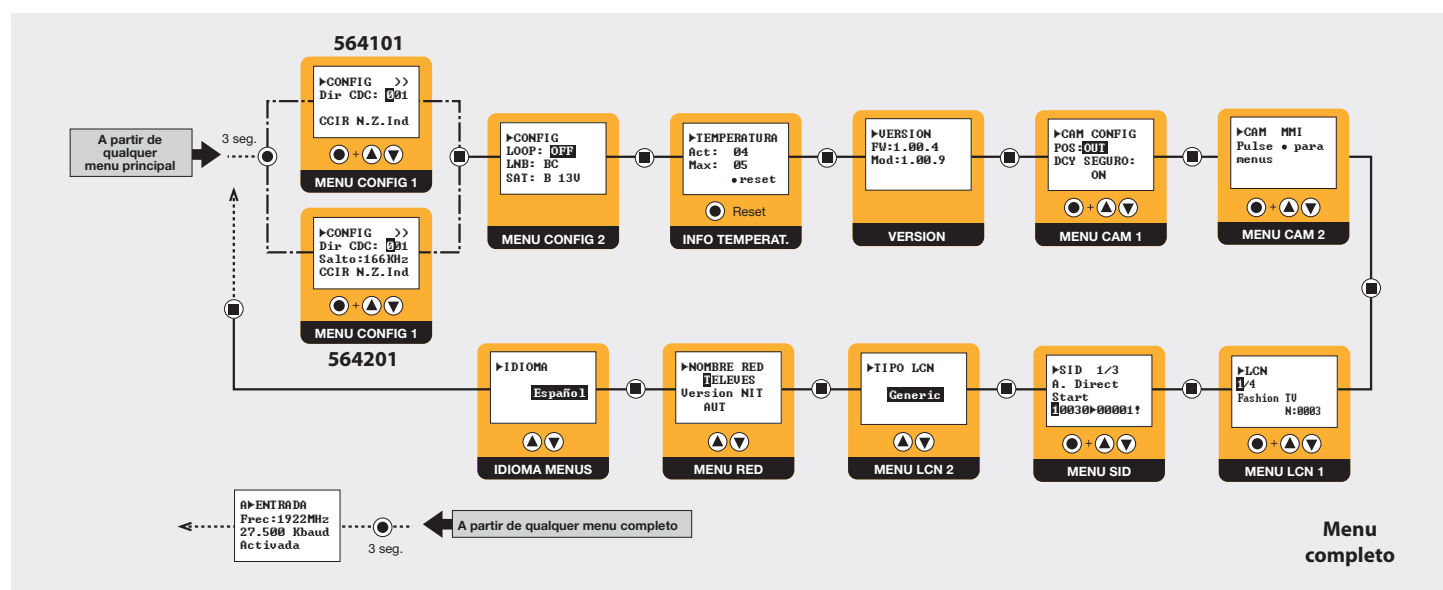 564101
A partir de
qualquer
menu principal
3 seg.
►CONFIG >>
Dir CDC: 001
CCIR N.Z.Ind
+
MENU CONFIG 1
►CONFIG >>
Dir CDC: 001
Salto:166KHz
CCIR N.Z.Ind
+
MENU CONFIG 1
564201
►CONFIG
LOOP: OFF
LNB: BC
SAT: B 13V
MENU CONFIG 2
►TEMPERATURA
Act: 04
Max: 05
•reset
Reset
INFO TEMPERAT.
►VERSION
FW:1.00.4
Mod:1.00.9
VERSION
►CAM CONFIG
POS:OUT
DCY SEGURO:
ON
+
MENU CAM 1
►CAM MMI
Pulse • para
menus
+
MENU CAM 2
►IDIOMA
Español
IDIOMA MENUS
►NOMBRE RED
TELEVES
Version NIT
AUT
MENU RED
►TIPO LCN
Generic
MENU LCN 2
►SID 1/3
A. Direct
Start
10030►00001!
+
MENU SID
►LCN
1/4
Fashion TV
N:0003
+
MENU LCN 1
A►ENTRADA
Frec:1922MHz
27.500 Kbaud
Activada
3 seg.
A partir de qualquer menu completo
Menu
completo